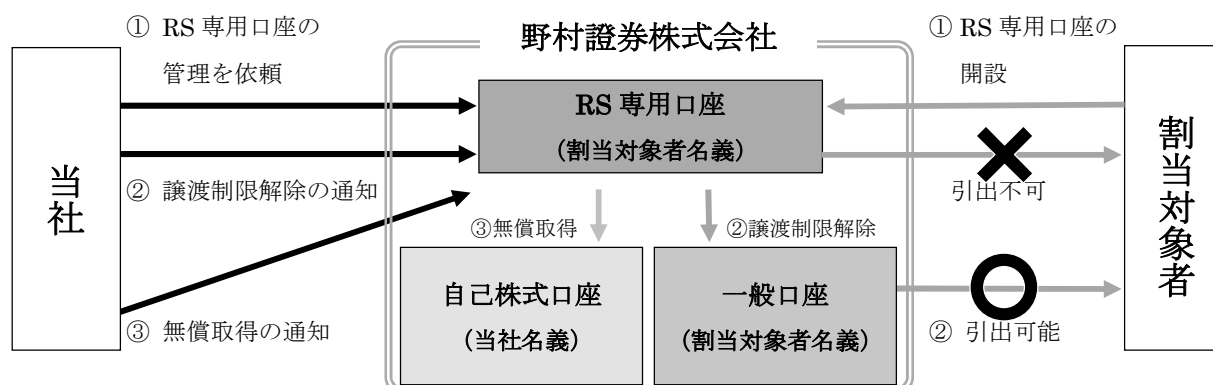 ① RS 専用口座の
管理を依頼
野村證券株式会社
① RS 専用口座の
開設
当社
RS 専用口座
(割当対象者名義)
割当対象者
② 譲渡制限解除の通知
引出不可
③無償取得
②譲渡制限解除
自己株式口座
(当社名義)
一般口座
(割当対象者名義)
③ 無償取得の通知
② 引出可能